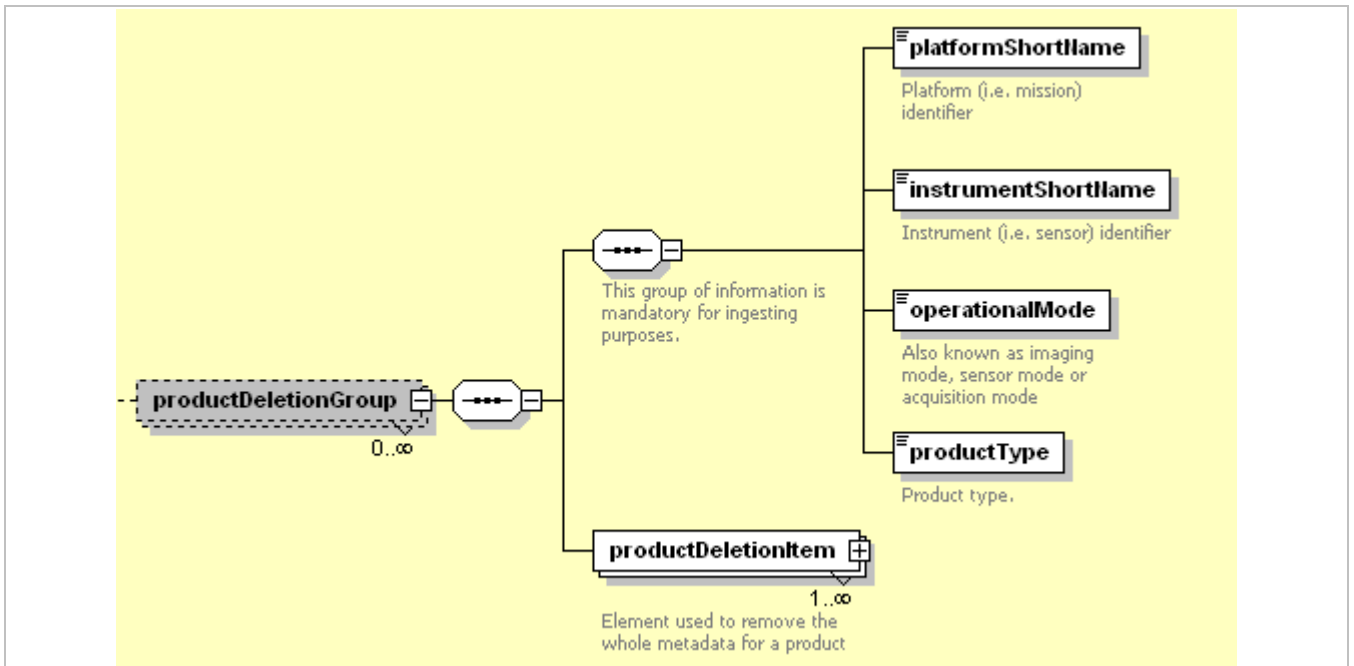 platformShortName
Platform (i.e. mission)
identifier
instrumentShortName
Instrument (i.e. sensor) identifier
This group of information is
mandatory for ingesting
purposes.
operationalMode
Also known as imaging
mode, sensor mode or
acquisition mode
productDeletionGroup
0..∞
productType
Product type.
productDeletionItem
1..∞
Element used to remove the
whole metadata for a product